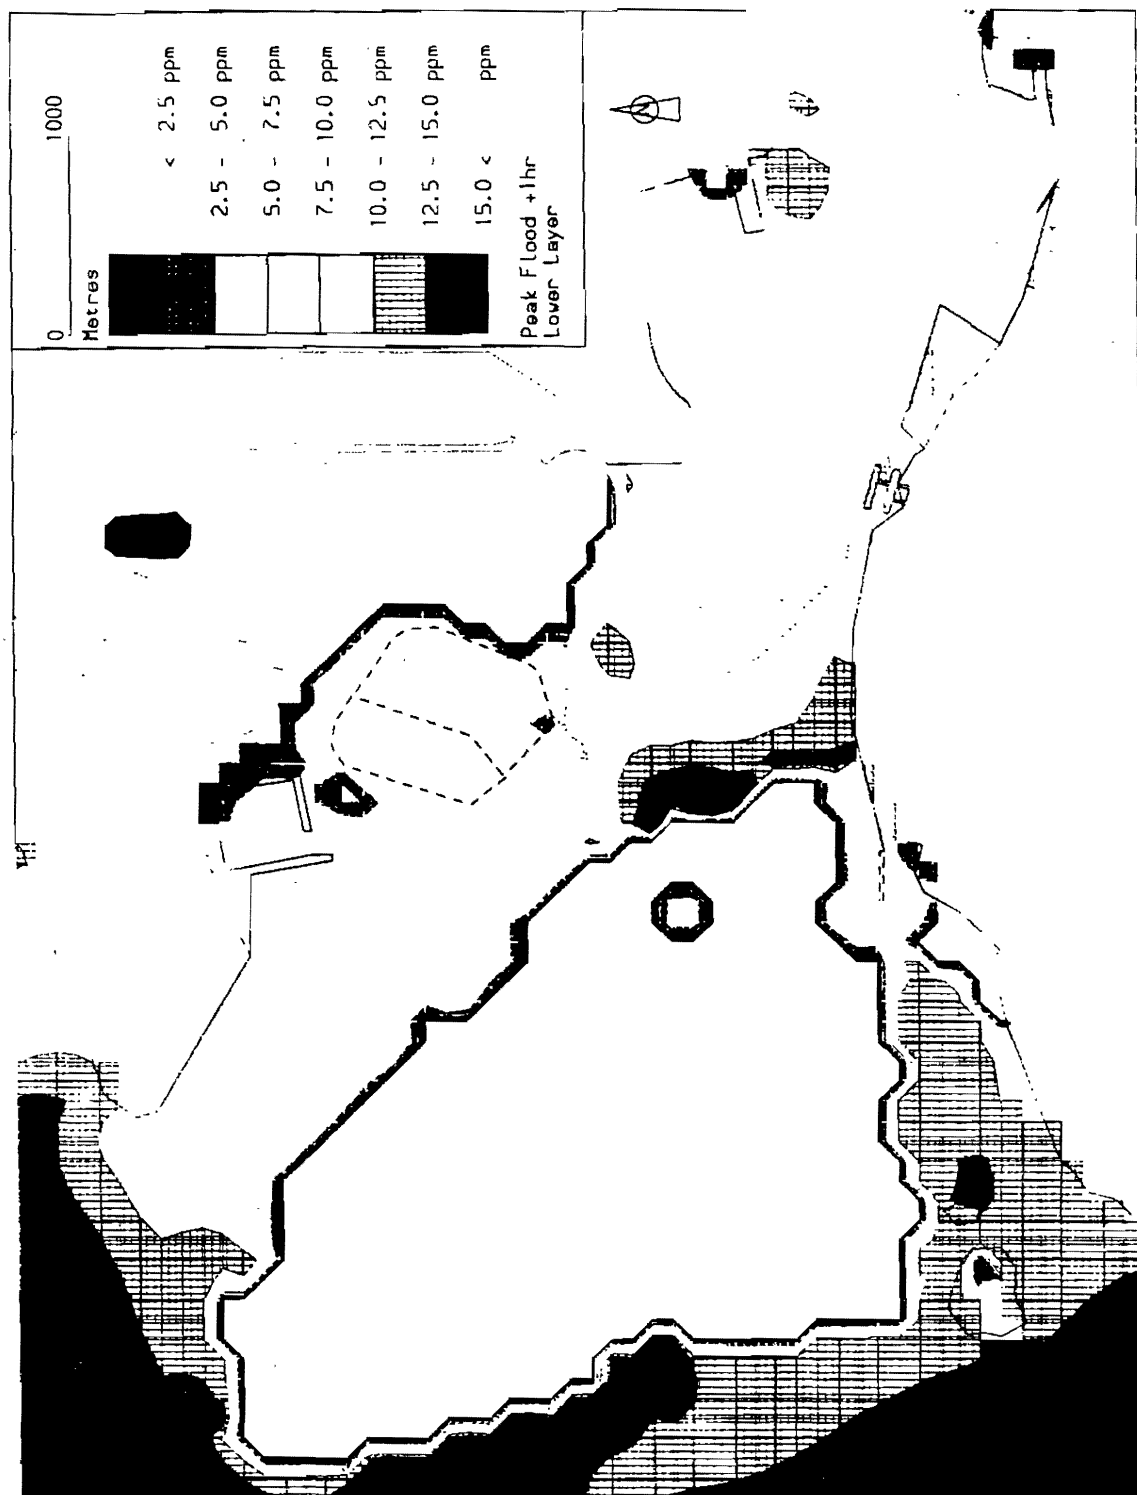 0 1000
Metres
< 2.5 ppm
2.5 - 5.0 ppm
5.0 - 7.5 ppm
7.5 - 10.0 ppm
10.0 - 12.5 ppm
12.5 - 15.0 ppm
15.0 < ppm
Peak Flood +1hr
Lower Layer
N